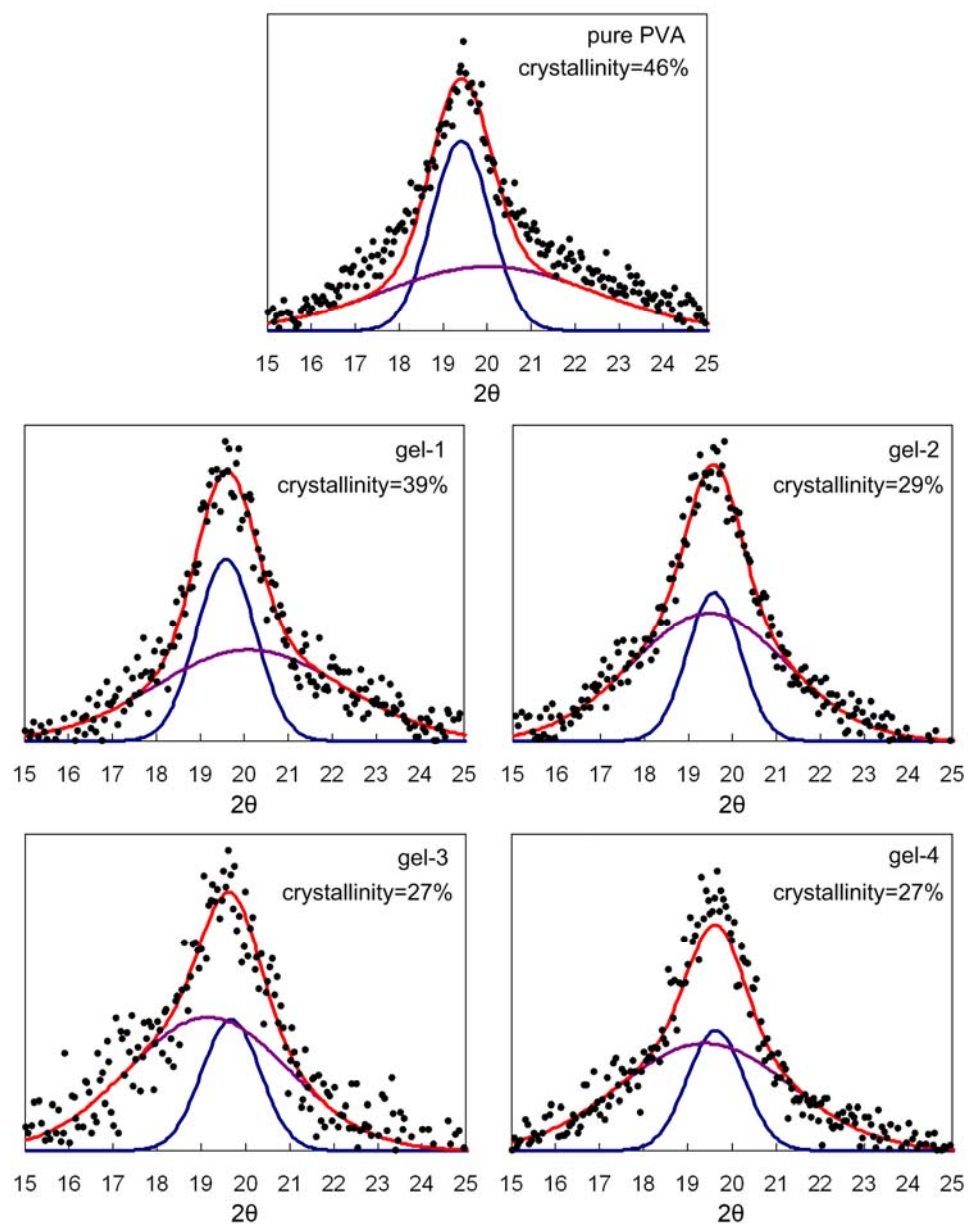 pure PVA
crystallinity=46%
15 16 17 18 19 20 21 22 23 24 25
2θ
gel-1
crystallinity=39%
15 16 17 18 19 20 21 22 23 24 25
2θ
gel-2
crystallinity=29%
15 16 17 18 19 20 21 22 23 24 25
2θ
gel-3
crystallinity=27%
15 16 17 18 19 20 21 22 23 24 25
2θ
gel-4
crystallinity=27%
15 16 17 18 19 20 21 22 23 24 25
2θ